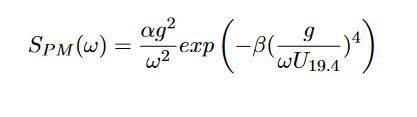 S_{PM}(ω) = \frac{αg^2}{ω^2} exp \left( -β( \frac{g}{ωU_{19.4}} )^4 \right)